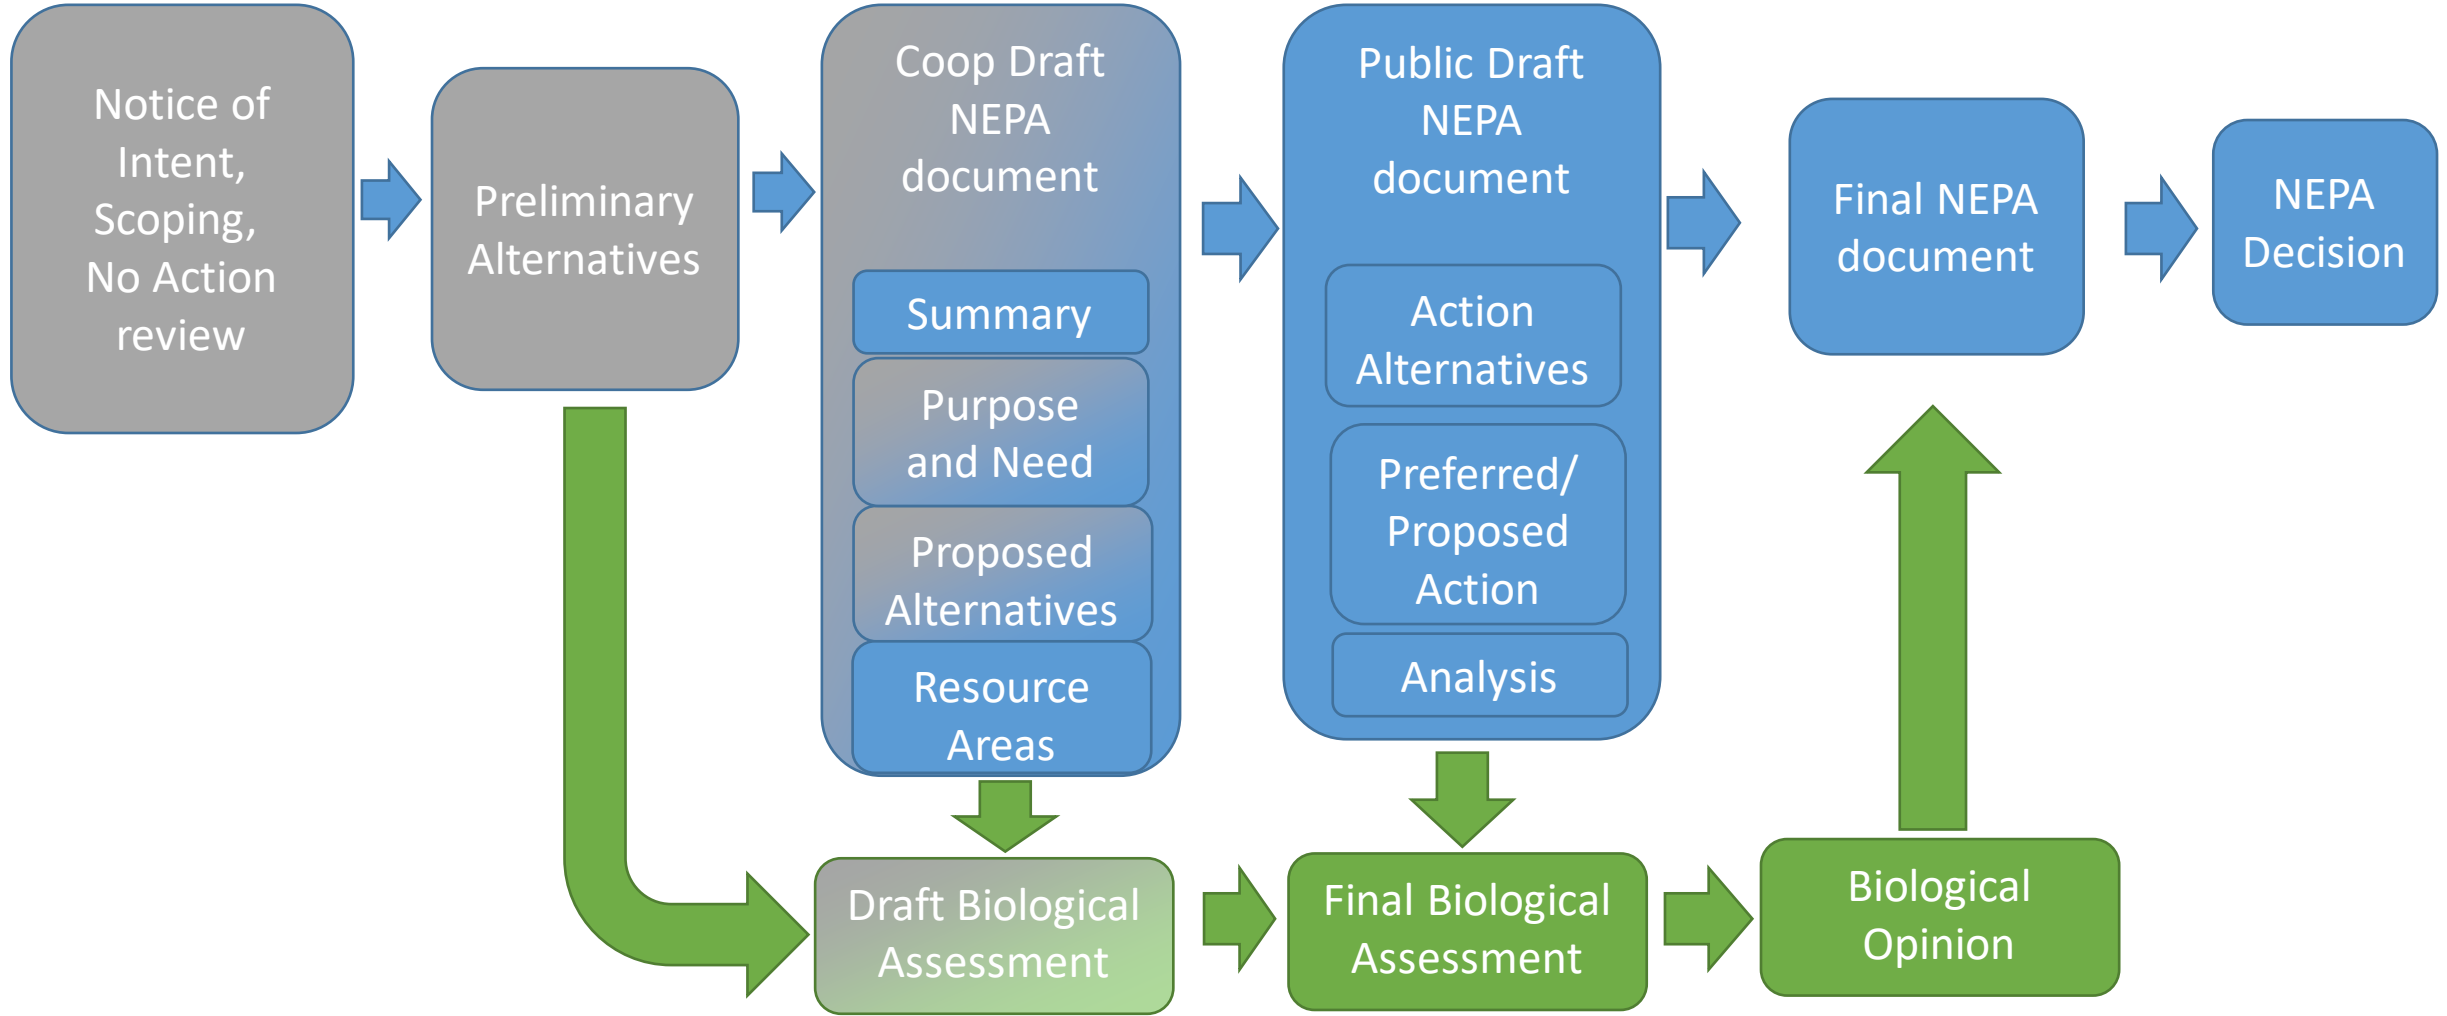 Notice of
Intent,
Scoping,
No Action
review
Preliminary
Alternatives
Coop Draft
NEPA
document
Summary
Purpose
and Need
Proposed
Alternatives
Resource
Areas
Public Draft
NEPA
document
Action
Alternatives
Preferred/
Proposed
Action
Analysis
Final NEPA
document
NEPA
Decision
Draft Biological
Assessment
Final Biological
Assessment
Biological
Opinion